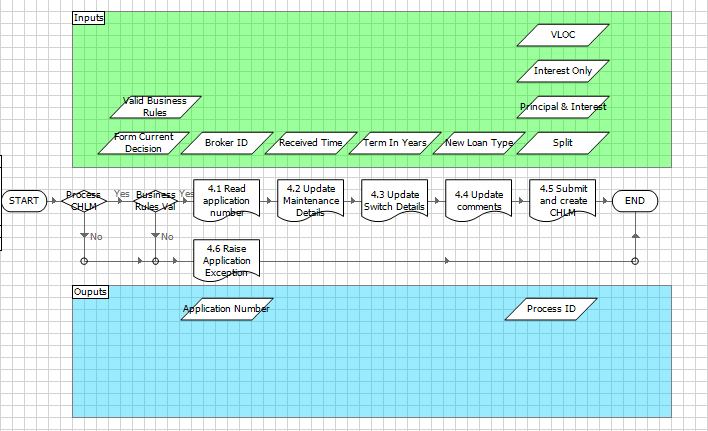 Inputs
VLOC
Interest Only
Valid Business
Rules
Principal & Interest
Form Current
Decision
Broker ID
Received Time
Term In Years
New Loan Type
Split
START
Process
CHLM
Yes
Business
Rules Val
Yes
4.1 Read
application
number
4.2 Update
Maintenance
Details
4.3 Update
Switch Details
4.4 Update
comments
4.5 Submit
and create
CHLM
END
No
No
4.6 Raise
Application
Exception
Ouputs
Application Number
Process ID